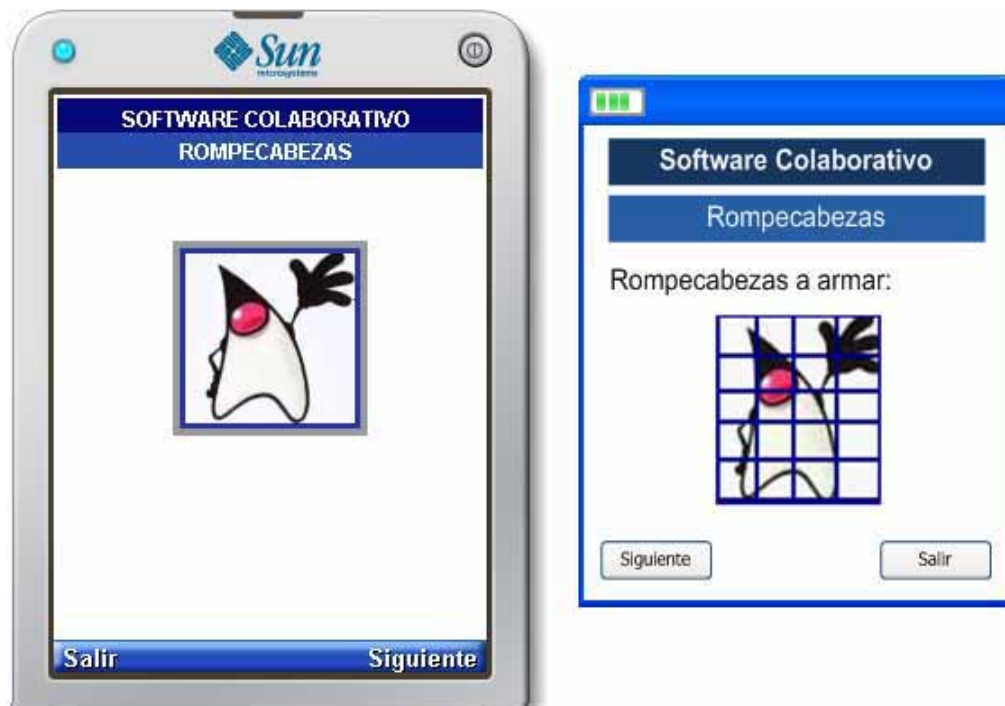 Sun
microsystems
SOFTWARE COLABORATIVO
ROMPECABEZAS
Salir
Siguiente
Software Colaborativo
Rompecabezas
Rompecabezas a armar:
Siguiente
Salir